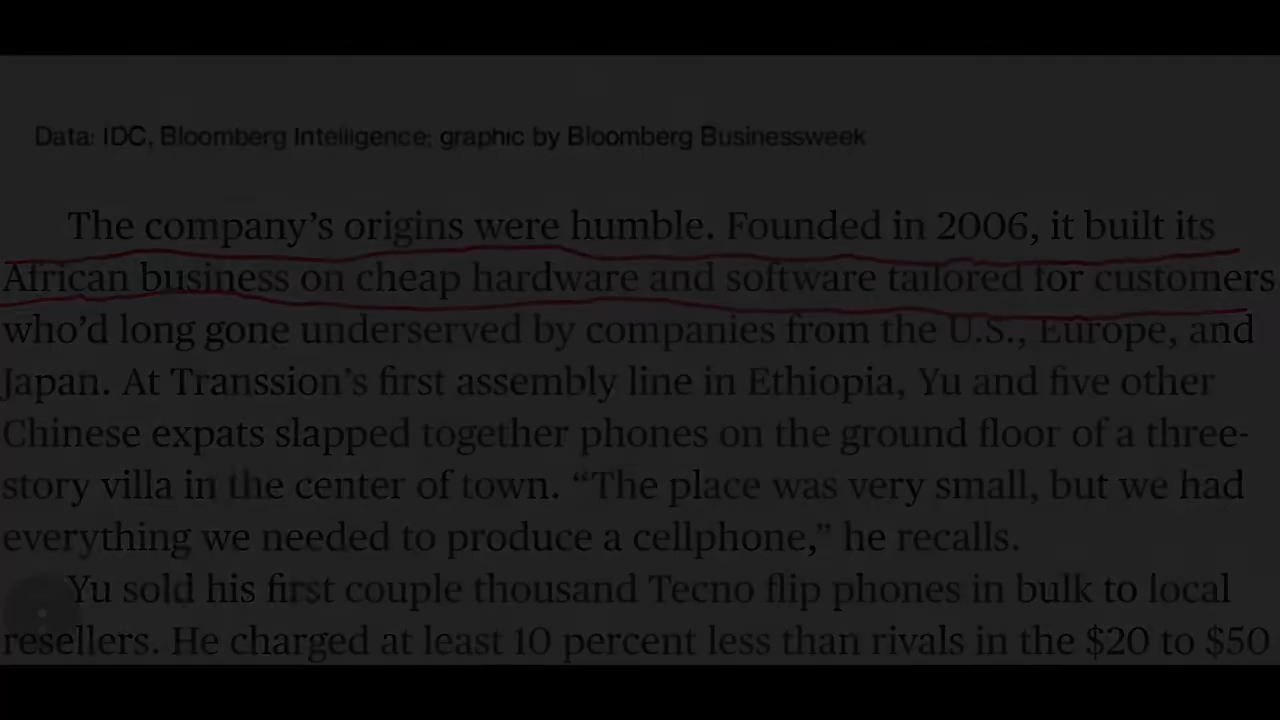 Data: IDC, Bloomberg Intelligence; graphic by Bloomberg Businessweek
The company’s origins were humble. Founded in 2006, it built its
African business on cheap hardware and software tailored for customers
who’d long gone underserved by companies from the U.S., Europe, and
Japan. At Transsion’s first assembly line in Ethiopia, Yu and five other
Chinese expats slapped together phones on the ground floor of a three-
story villa in the center of town. “The place was very small, but we had
everything we needed to produce a cellphone,” he recalls.
Yu sold his first couple thousand Tecno flip phones in bulk to local
resellers. He charged at least 10 percent less than rivals in the $20 to $50